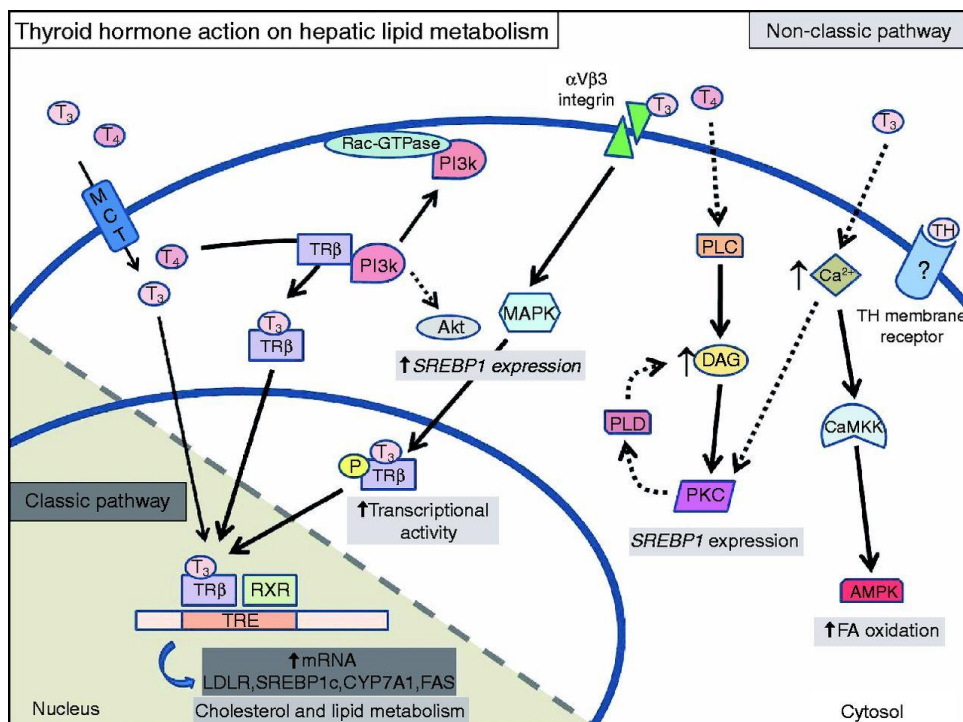 Thyroid hormone action on hepatic lipid metabolism
Non-classic pathway
αVβ3
integrin
T3
T4
T3
T4
T3
MCT
Rac-GTPase
PI3k
TRβ
PI3k
T4
T3
T3
TRβ
Akt
MAPK
↑SREBP1 expression
PLC
↑
DAG
PLD
PKC
SREBP1 expression
↑
Ca2+
TH
?
TH membrane
receptor
CaMKK
AMPK
↑FA oxidation
T3
P
TRβ
↑Transcriptional
activity
Classic pathway
T3
TRβ
RXR
TRE
↑mRNA
LDLR,SREBP1c,CYP7A1,FAS
Cholesterol and lipid metabolism
Nucleus
Cytosol